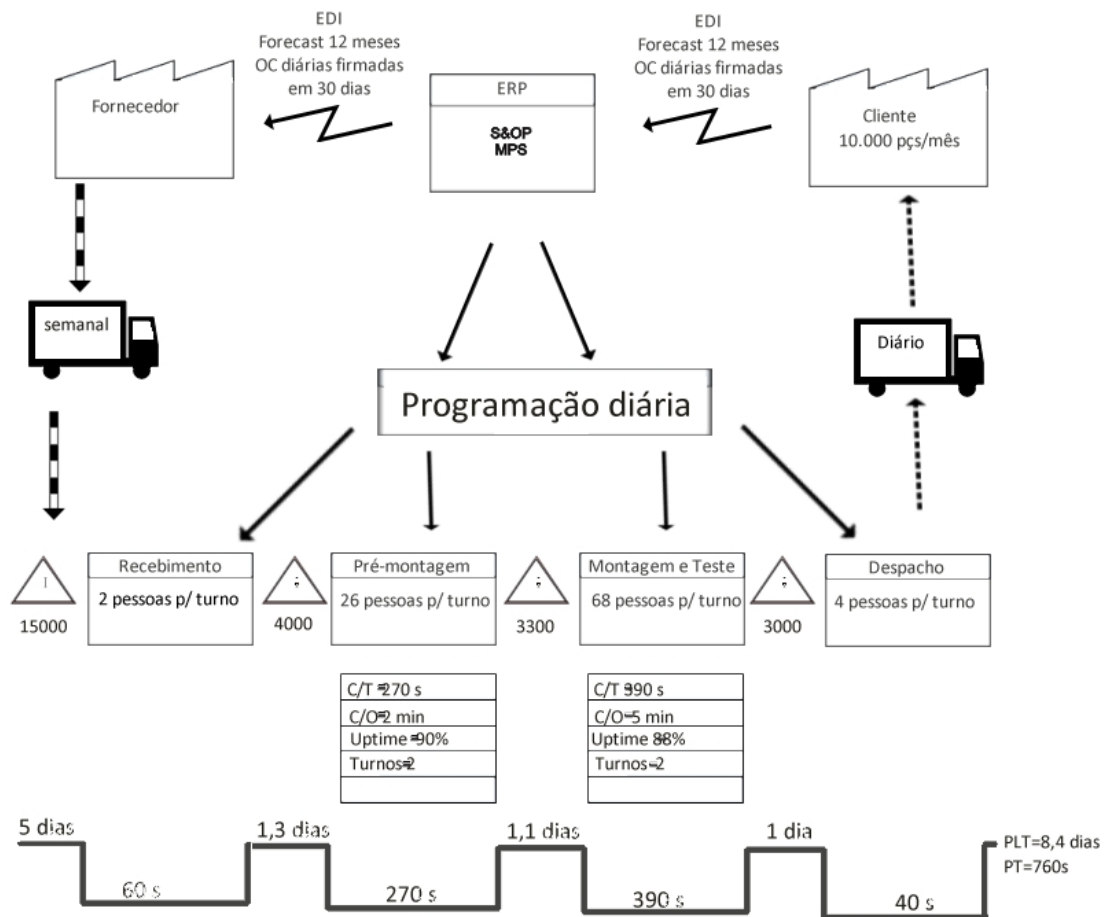 EDI
Forecast 12 meses
OC diárias firmadas
em 30 dias
EDI
Forecast 12 meses
OC diárias firmadas
em 30 dias
Fornecedor
ERP
S&OP
MPS
Cliente
10.000 pçs/mês
semanal
Diário
Programação diária
I
15000
Recebimento
2 pessoas p/ turno
4000
Pré-montagem
26 pessoas p/ turno
3300
Montagem e Teste
68 pessoas p/ turno
3000
Despacho
4 pessoas p/ turno
C/T =270 s
C/O=2 min
Uptime =90%
Turnos=2
C/T =390 s
C/O=5 min
Uptime 88%
Turnos=2
5 dias
60 s
1,3 dias
270 s
1,1 dias
390 s
1 dia
40 s
PLT=8,4 dias
PT=760s